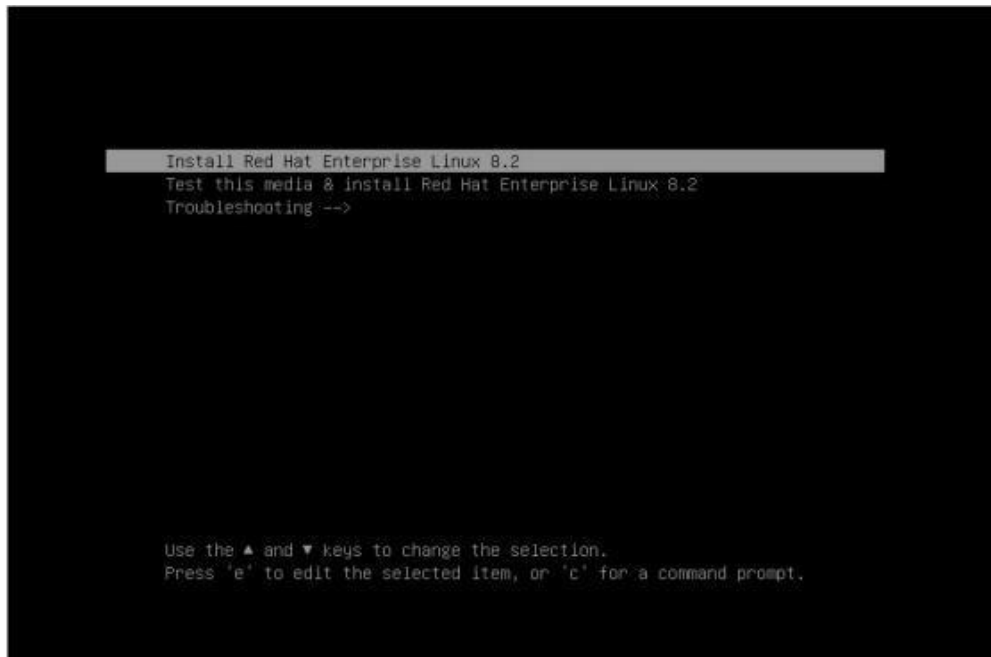 Install Red Hat Enterprise Linux 8.2
Test this media & install Red Hat Enterprise Linux 8.2
Troubleshooting -->
Use the ▲ and ▼ keys to change the selection.
Press 'e' to edit the selected item, or 'c' for a command prompt.